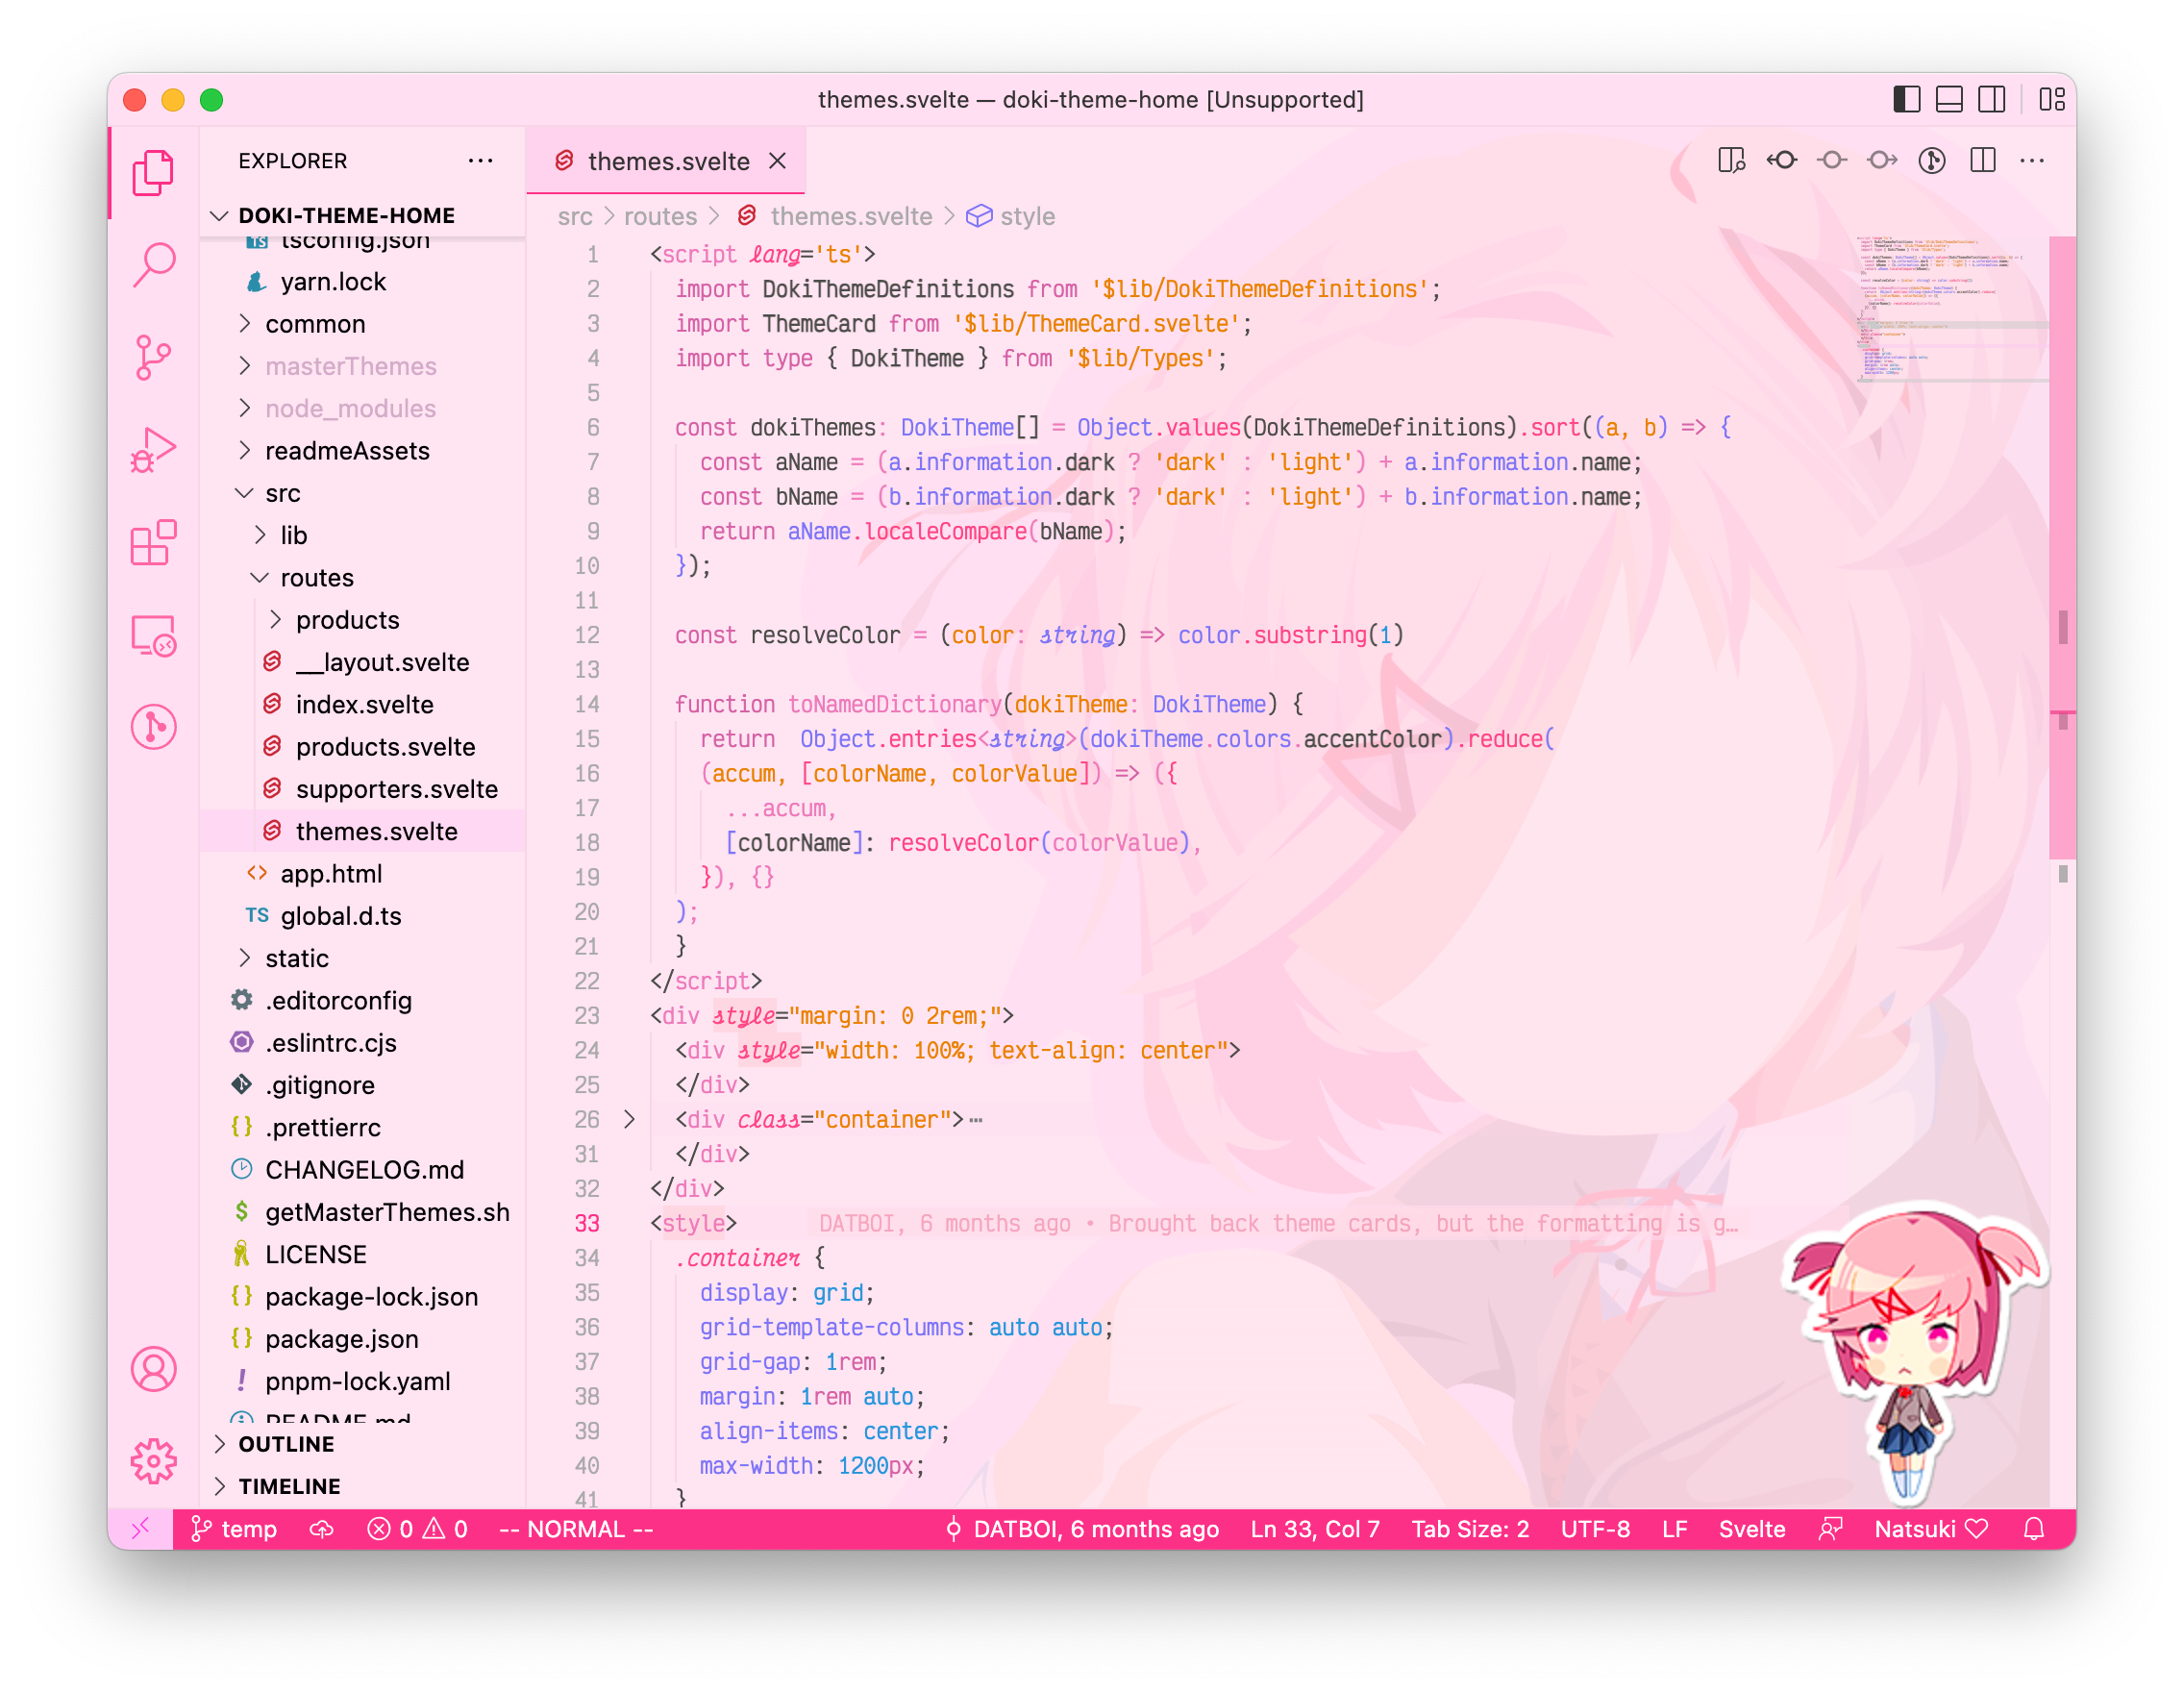 themes.svelte — doki-theme-home [Unsupported]
EXPLORER
DOKI-THEME-HOME
TS tsconfig.json
yarn.lock
common
masterThemes
node_modules
readmeAssets
src
lib
routes
products
__layout.svelte
index.svelte
products.svelte
supporters.svelte
themes.svelte
<> app.html
TS global.d.ts
static
.editorconfig
.eslintrc.cjs
.gitignore
{} .prettierrc
CHANGELOG.md
$ getMasterThemes.sh
LICENSE
{} package-lock.json
{} package.json
! pnpm-lock.yaml
README.md
OUTLINE
TIMELINE
themes.svelte
src > routes > themes.svelte > style
1 <script lang='ts'>
2 import DokiThemeDefinitions from '$lib/DokiThemeDefinitions';
3 import ThemeCard from '$lib/ThemeCard.svelte';
4 import type { DokiTheme } from '$lib/Types';
5
6 const dokiThemes: DokiTheme[] = Object.values(DokiThemeDefinitions).sort((a, b) => {
7 const aName = (a.information.dark ? 'dark' : 'light') + a.information.name;
8 const bName = (b.information.dark ? 'dark' : 'light') + b.information.name;
9 return aName.localeCompare(bName);
10 });
11
12 const resolveColor = (color: string) => color.substring(1)
13
14 function toNamedDictionary(dokiTheme: DokiTheme) {
15 return  Object.entries<string>(dokiTheme.colors.accentColor).reduce(
16 (accum, [colorName, colorValue]) => ({
17 ...accum,
18 [colorName]: resolveColor(colorValue),
19 }), {}
20 );
21 }
22 </script>
23 <div style="margin: 0 2rem;">
24 <div style="width: 100%; text-align: center">
25 </div>
26 <div class="container">…
31 </div>
32 </div>
33 <style> DATBOI, 6 months ago • Brought back theme cards, but the formatting is g…
34 .container {
35 display: grid;
36 grid-template-columns: auto auto;
37 grid-gap: 1rem;
38 margin: 1rem auto;
39 align-items: center;
40 max-width: 1200px;
41 }
temp 0 0 -- NORMAL -- DATBOI, 6 months ago Ln 33, Col 7 Tab Size: 2 UTF-8 LF Svelte Natsuki ♡